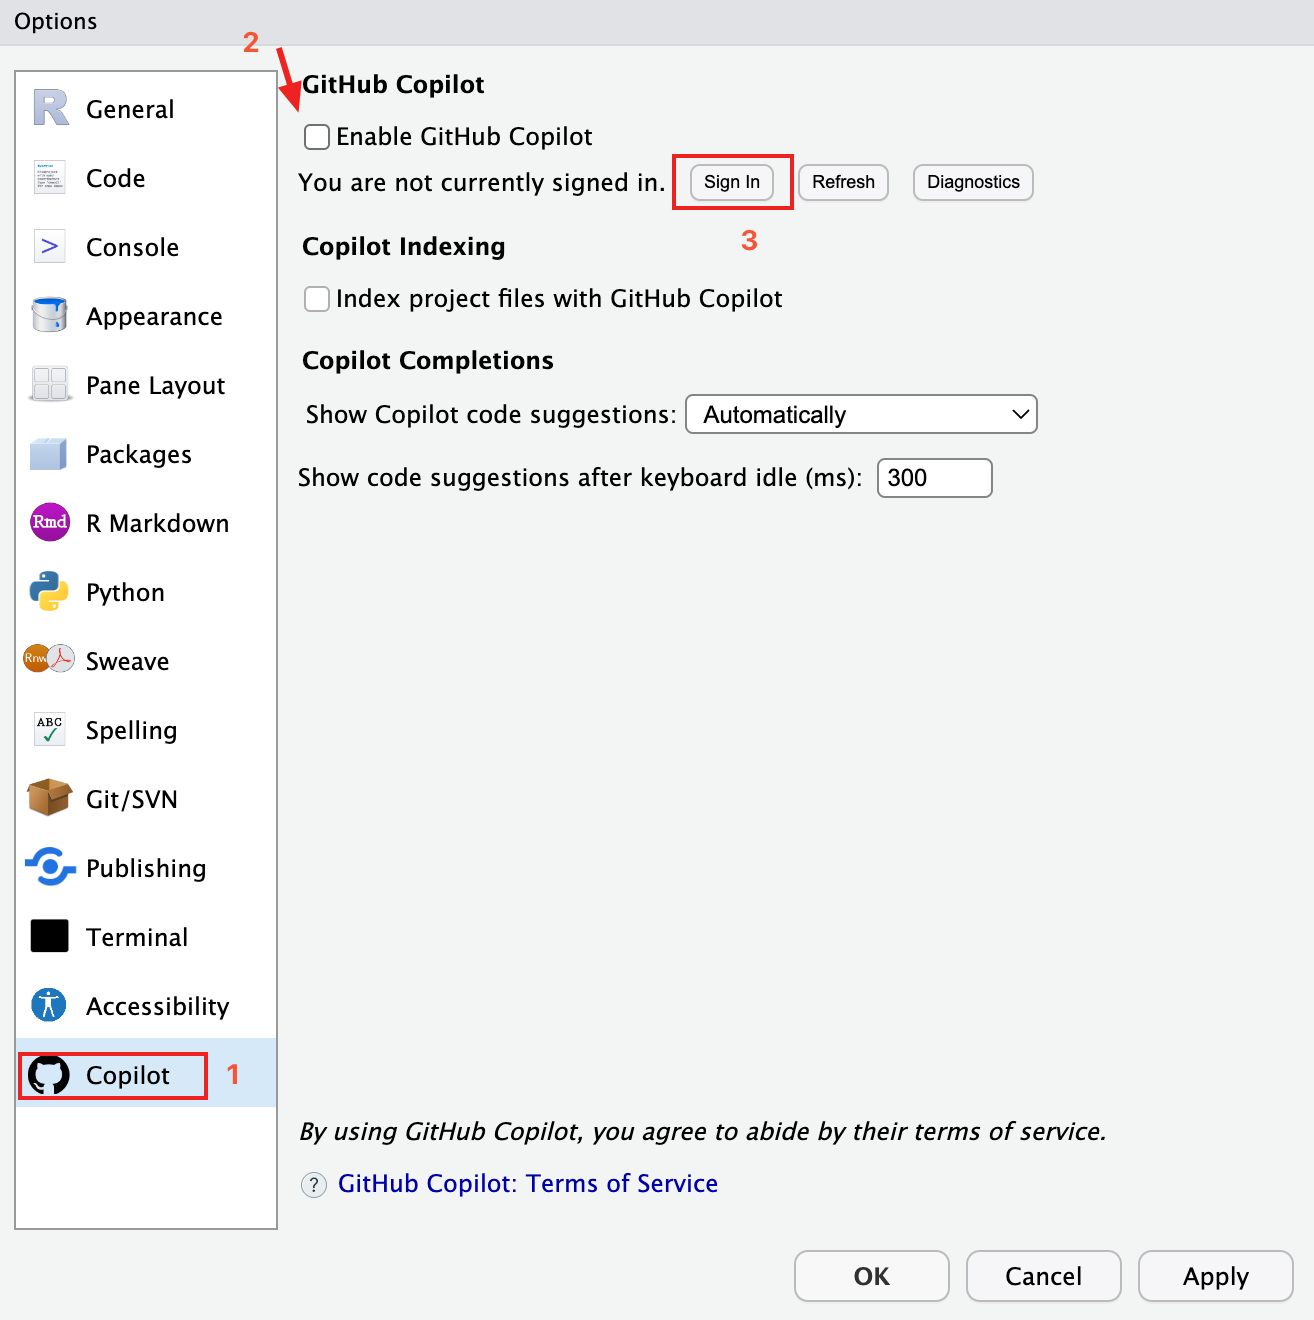 Options
2
General
Code
Console
Appearance
Pane Layout
Packages
Rmd R Markdown
Python
Rnw Sweave
ABC Spelling
Git/SVN
Publishing
Terminal
Accessibility
Copilot 1
GitHub Copilot
Enable GitHub Copilot
You are not currently signed in. Sign In Refresh Diagnostics
3
Copilot Indexing
Index project files with GitHub Copilot
Copilot Completions
Show Copilot code suggestions: Automatically
Show code suggestions after keyboard idle (ms): 300
By using GitHub Copilot, you agree to abide by their terms of service.
? GitHub Copilot: Terms of Service
OK Cancel Apply